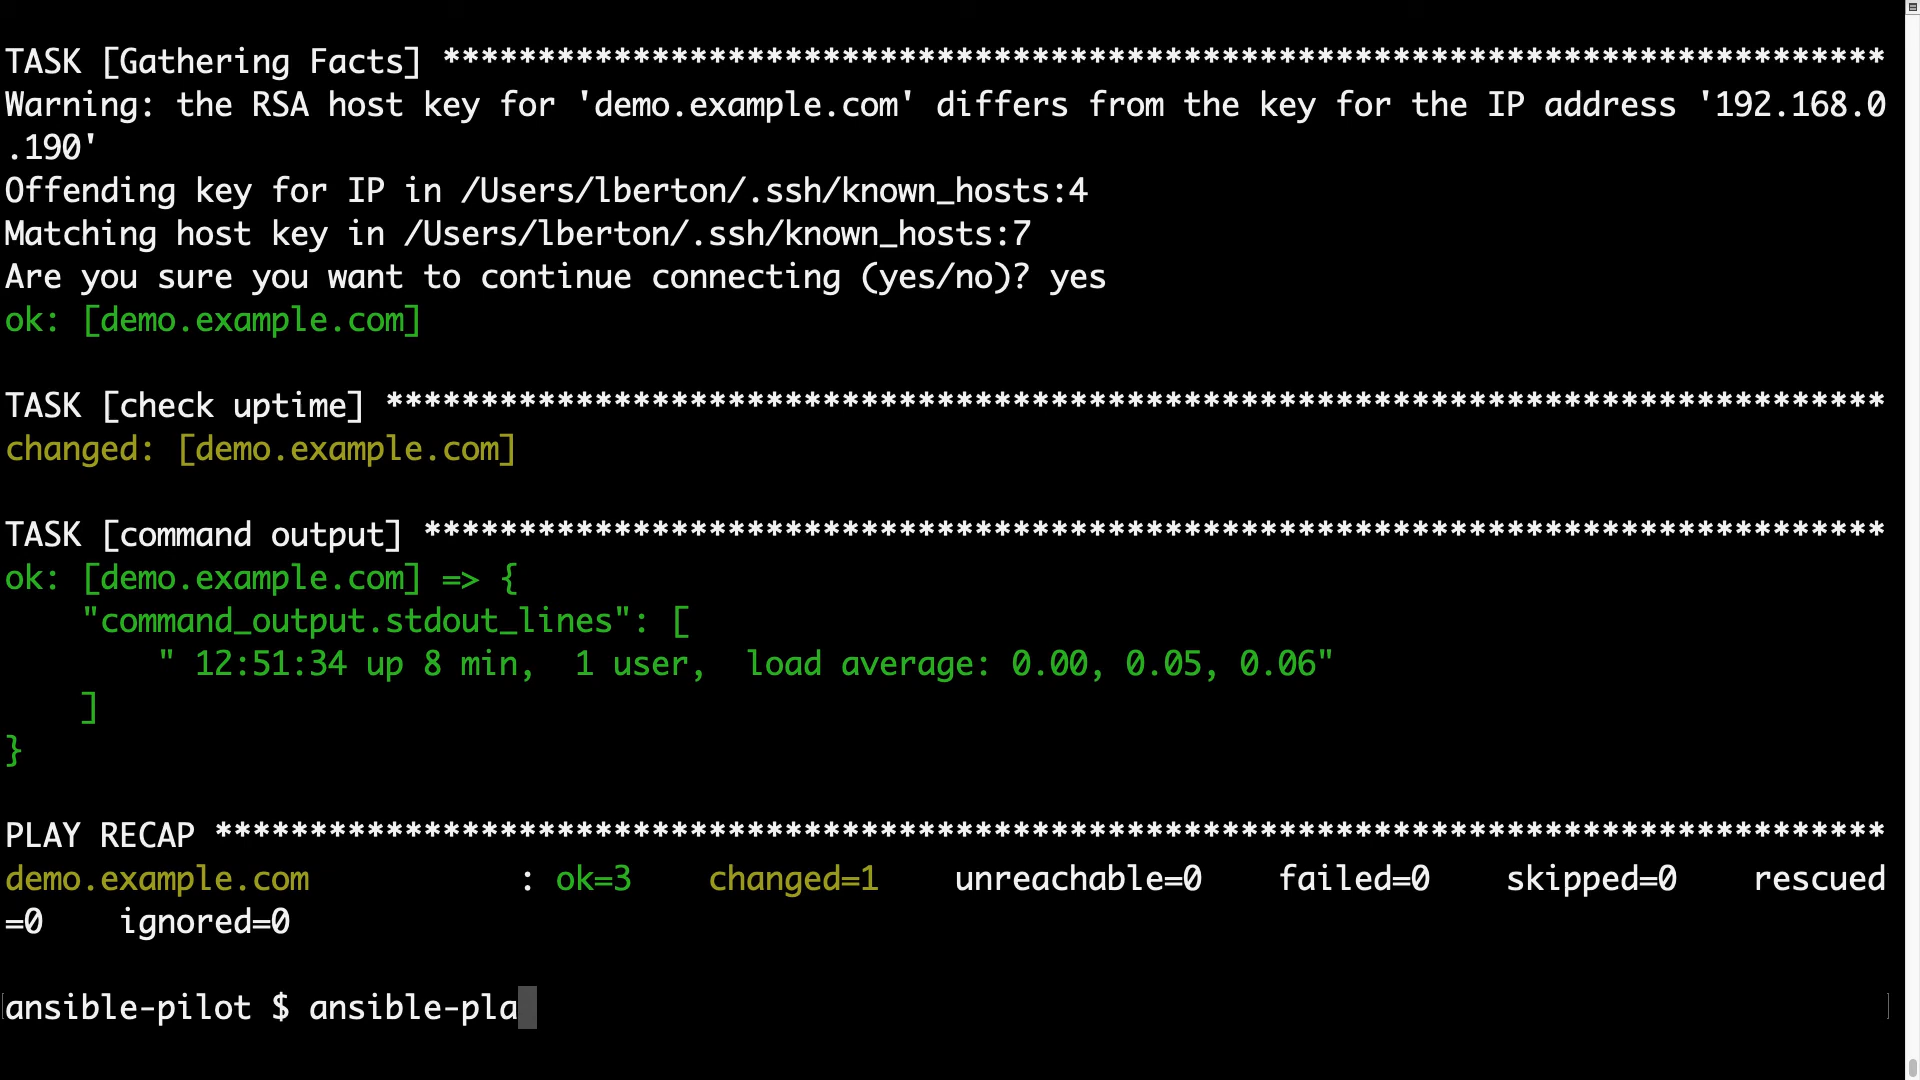 TASK [Gathering Facts] ****************************************************************************
Warning: the RSA host key for 'demo.example.com' differs from the key for the IP address '192.168.0
.190'
Offending key for IP in /Users/lberton/.ssh/known_hosts:4
Matching host key in /Users/lberton/.ssh/known_hosts:7
Are you sure you want to continue connecting (yes/no)? yes
ok: [demo.example.com]
TASK [check uptime] *******************************************************************************
changed: [demo.example.com]
TASK [command output] *****************************************************************************
ok: [demo.example.com] => {
    "command_output.stdout_lines": [
        " 12:51:34 up 8 min,  1 user,  load average: 0.00, 0.05, 0.06"
    ]
}
PLAY RECAP ****************************************************************************************
demo.example.com           : ok=3    changed=1    unreachable=0    failed=0    skipped=0    rescued
=0    ignored=0
ansible-pilot $ ansible-pla